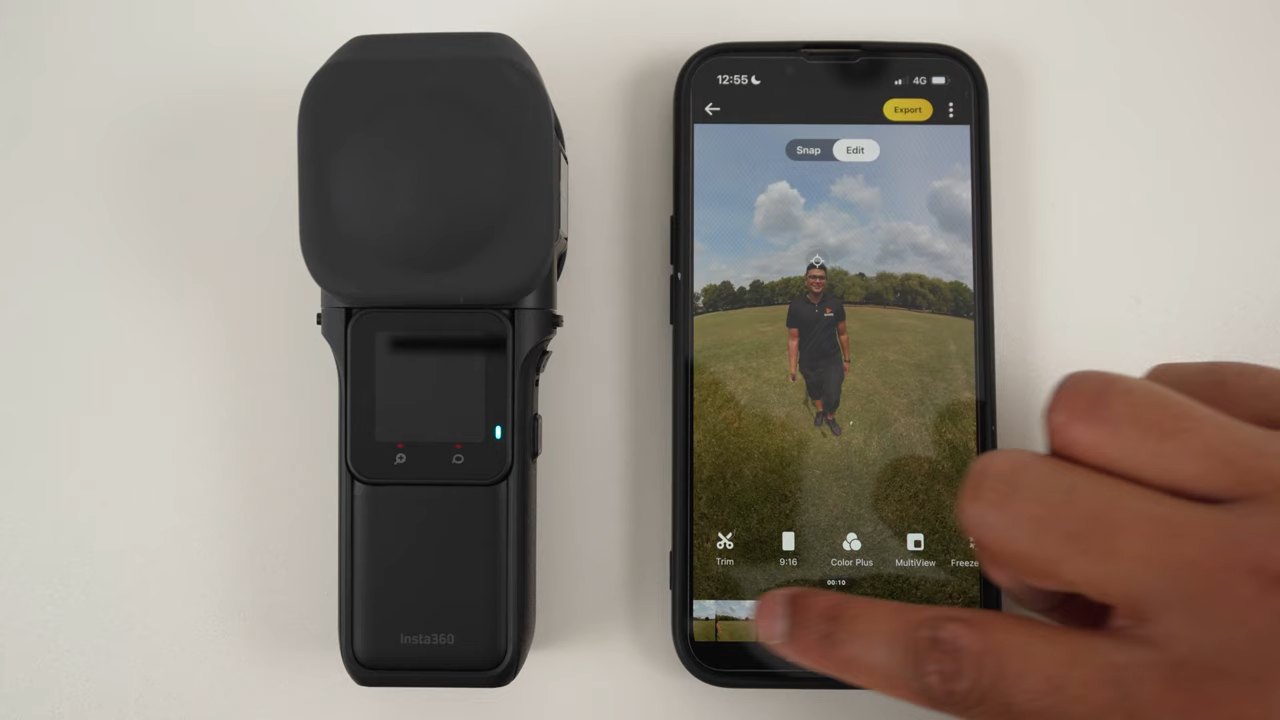 12:55
4G
Export
Snap
Edit
Trim
9:16
Color Plus
MultiView
Freeze
00:10
Insta360